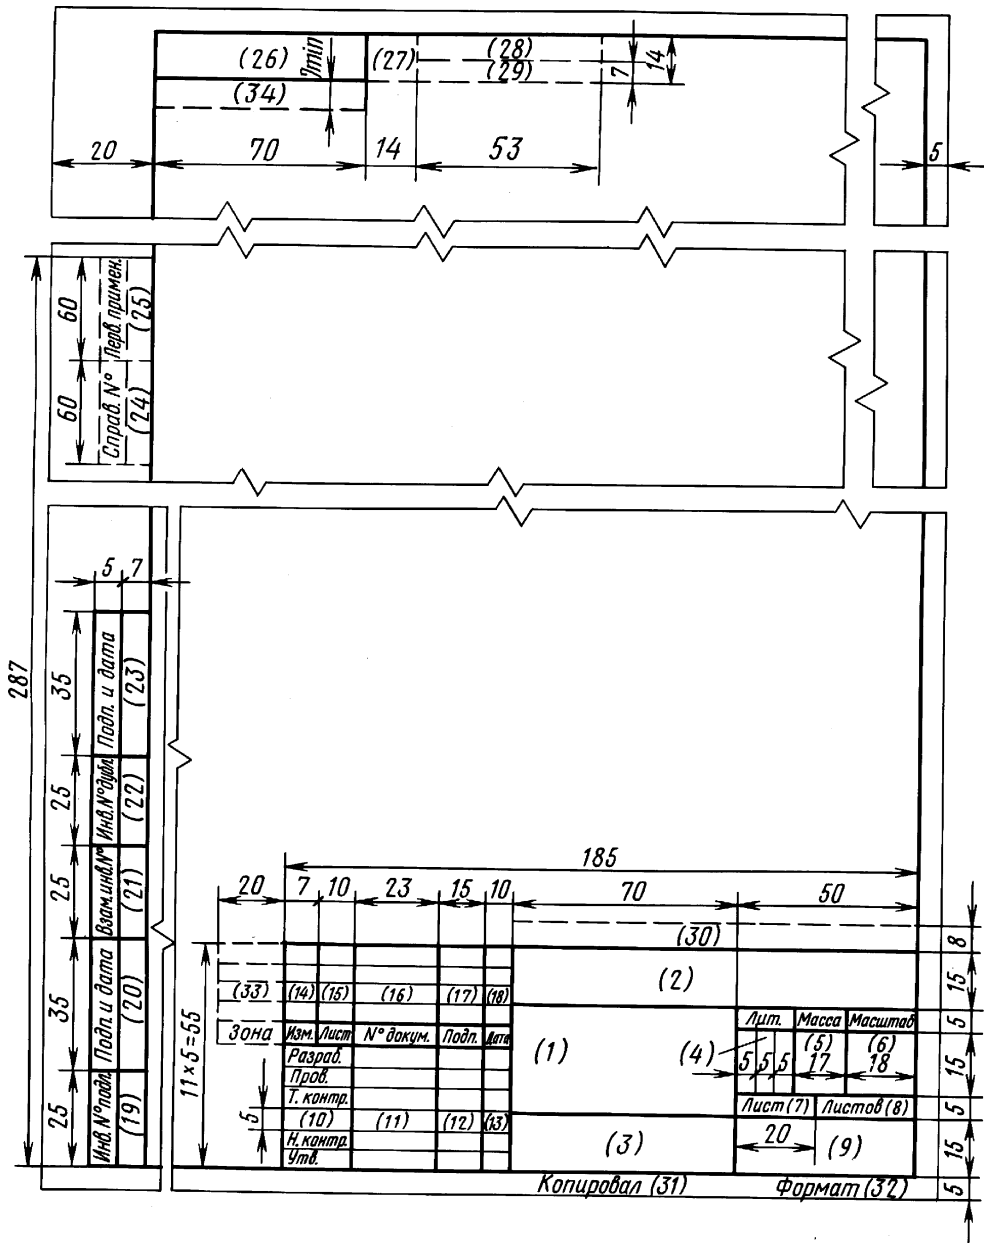 (26)
7min
(27)
(28)
(29)
7
14
(34)
20
70
14
53
5
60
Перв. примен.
(25)
60
Справ. N°
(24)
287
5
7
35
Подп. и дата
(23)
25
Инв.N°дубл.
(22)
25
Взам.инв.N°
(21)
35
Подп. и дата
(20)
25
Инв. N°подл.
(19)
185
20
7
10
23
15
10
70
50
(30)
8
(2)
15
(33)
(14)
(15)
(16)
(17)
(18)
Лит.
Масса
Масштаб
5
Зона
Изм.
Лист
N° докум.
Подп.
Дата
(1)
(4)
(5)
(6)
5
5
5
17
18
15
11×5=55
Разраб.
Пров.
Т. контр.
Лист (7)
Листов (8)
5
5
(10)
(11)
(12)
(13)
Н. контр.
(3)
20
(9)
15
Утв.
Копировал (31)
Формат (32)
5